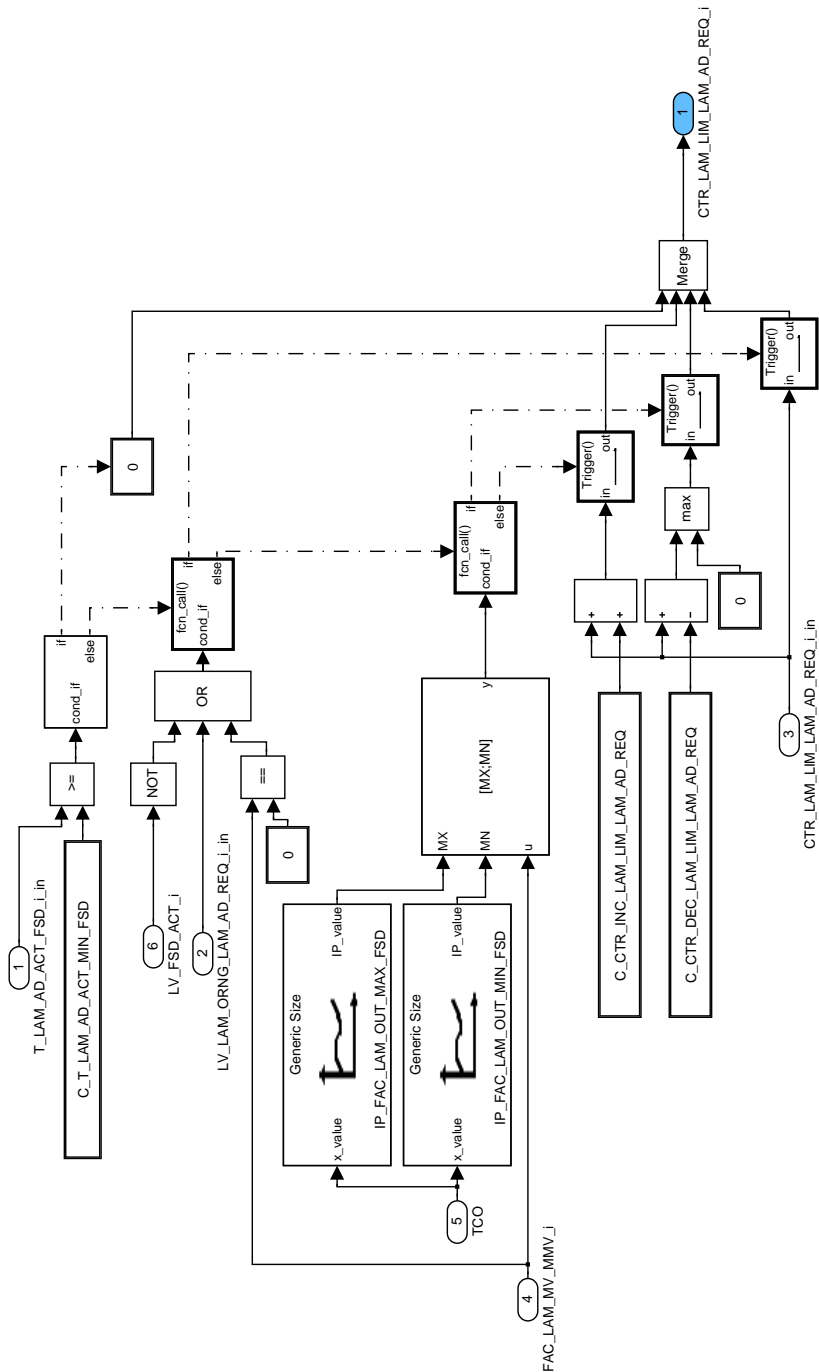 1
T_LAM_AD_ACT_FSD_i_in
C_T_LAM_AD_ACT_MIN_FSD
>=
cond_if
if
else
0
6
LV_FSD_ACT_i
NOT
2
LV_LAM_ORNG_LAM_AD_REQ_i_in
OR
==
0
fcn_call()
cond_if
if
else
Generic Size
x_value
IP_value
IP_FAC_LAM_OUT_MAX_FSD
Generic Size
x_value
IP_value
IP_FAC_LAM_OUT_MIN_FSD
5
TCO
4
FAC_LAM_MV_MMV_i
MX
MN
u
[MX;MN]
y
fcn_call()
cond_if
if
else
C_CTR_INC_LAM_LIM_LAM_AD_REQ
+
+
Trigger()
in
out
C_CTR_DEC_LAM_LIM_LAM_AD_REQ
+
-
0
max
Trigger()
in
out
3
CTR_LAM_LIM_LAM_AD_REQ_i_in
Trigger()
in
out
Merge
1
CTR_LAM_LIM_LAM_AD_REQ_i